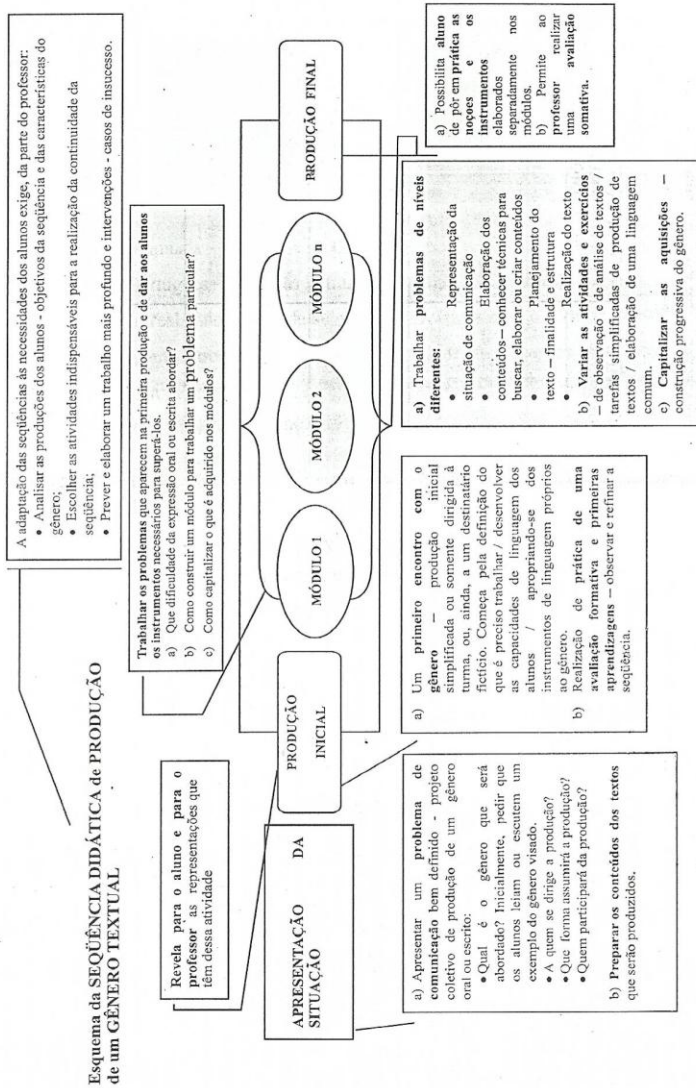 Esquema da SEQÜÊNCIA DIDÁTICA de PRODUÇÃO
de um GÊNERO TEXTUAL
A adaptação das seqüências às necessidades dos alunos exige, da parte do professor:
• Analisar as produções dos alunos - objetivos da seqüência e das características do
gênero;
• Escolher as atividades indispensáveis para a realização da continuidade da
seqüência;
• Prever e elaborar um trabalho mais profundo e intervenções - casos de insucesso.
Revela para o aluno e para o
professor as representações que
têm dessa atividade
Trabalhar os problemas que aparecem na primeira produção e de dar aos alunos
os instrumentos necessários para superá-los.
a) Que dificuldade da expressão oral ou escrita abordar?
b) Como construir um módulo para trabalhar um problema particular?
c) Como capitalizar o que é adquirido nos módulos?
APRESENTAÇÃO DA
SITUAÇÃO
PRODUÇÃO
INICIAL
MÓDULO 1
MÓDULO 2
MÓDULO n
PRODUÇÃO FINAL
a) Apresentar um problema de
comunicação bem definido - projeto
coletivo de produção de um gênero
oral ou escrito:
• Qual é o gênero que será
abordado? Inicialmente, pedir que
os alunos leiam ou escutem um
exemplo do gênero visado.
• A quem se dirige a produção?
• Que forma assumirá a produção?
• Quem participará da produção?
b) Preparar os conteúdos dos textos
que serão produzidos.
a) Um primeiro encontro com o
gênero – produção inicial
simplificada ou somente dirigida à
turma, ou, ainda, a um destinatário
fictício. Começa pela definição do
que é preciso trabalhar / desenvolver
as capacidades de linguagem dos
alunos / apropriando-se dos
instrumentos de linguagem próprios
ao gênero.
b) Realização de prática de uma
avaliação formativa e primeiras
aprendizagens – observar e refinar a
seqüência.
a) Trabalhar problemas de níveis
diferentes:
• Representação da
situação de comunicação
• Elaboração dos
conteúdos – conhecer técnicas para
buscar, elaborar ou criar conteúdos
• Planejamento do
texto – finalidade e estrutura
• Realização do texto
b) Variar as atividades e exercícios
– de observação e de análise de textos /
tarefas simplificadas de produção de
textos / elaboração de uma linguagem
comum.
c) Capitalizar as aquisições –
construção progressiva do gênero.
a) Possibilita aluno
de pôr em prática as
noções e os
instrumentos
elaborados
separadamente nos
módulos.
b) Permite ao
professor realizar
uma avaliação
somativa.